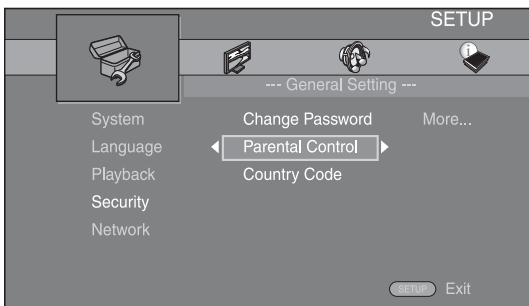 SETUP
i
--- General Setting ---
System Change Password More...
Language Parental Control
Playback Country Code
Security
Network
SETUP Exit